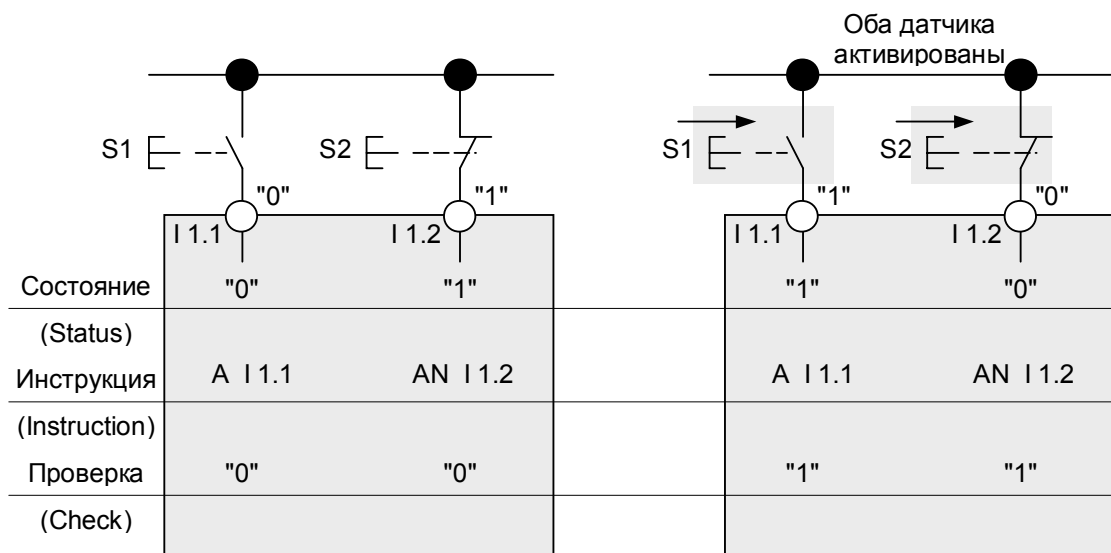 Оба датчика
активированы
S1 S2 S1 S2
"0" "1" "1" "0"
I 1.1 I 1.2 I 1.1 I 1.2
Состояние "0" "1" "1" "0"
(Status)
Инструкция A I 1.1 AN I 1.2 A I 1.1 AN I 1.2
(Instruction)
Проверка "0" "0" "1" "1"
(Check)